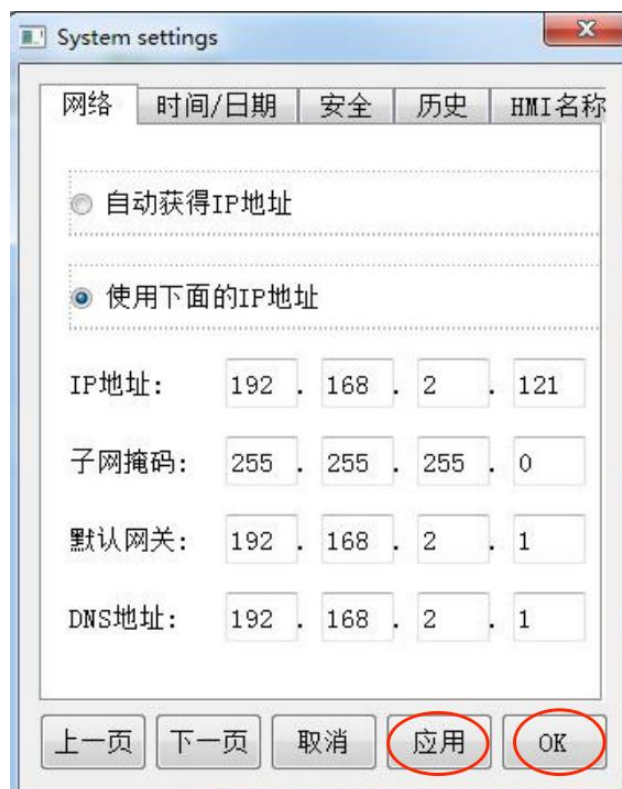 System settings
网络 时间/日期 安全 历史 HMI名称
自动获得IP地址
使用下面的IP地址
IP地址: 192 . 168 . 2 . 121
子网掩码: 255 . 255 . 255 . 0
默认网关: 192 . 168 . 2 . 1
DNS地址: 192 . 168 . 2 . 1
上一页 下一页 取消 应用 OK